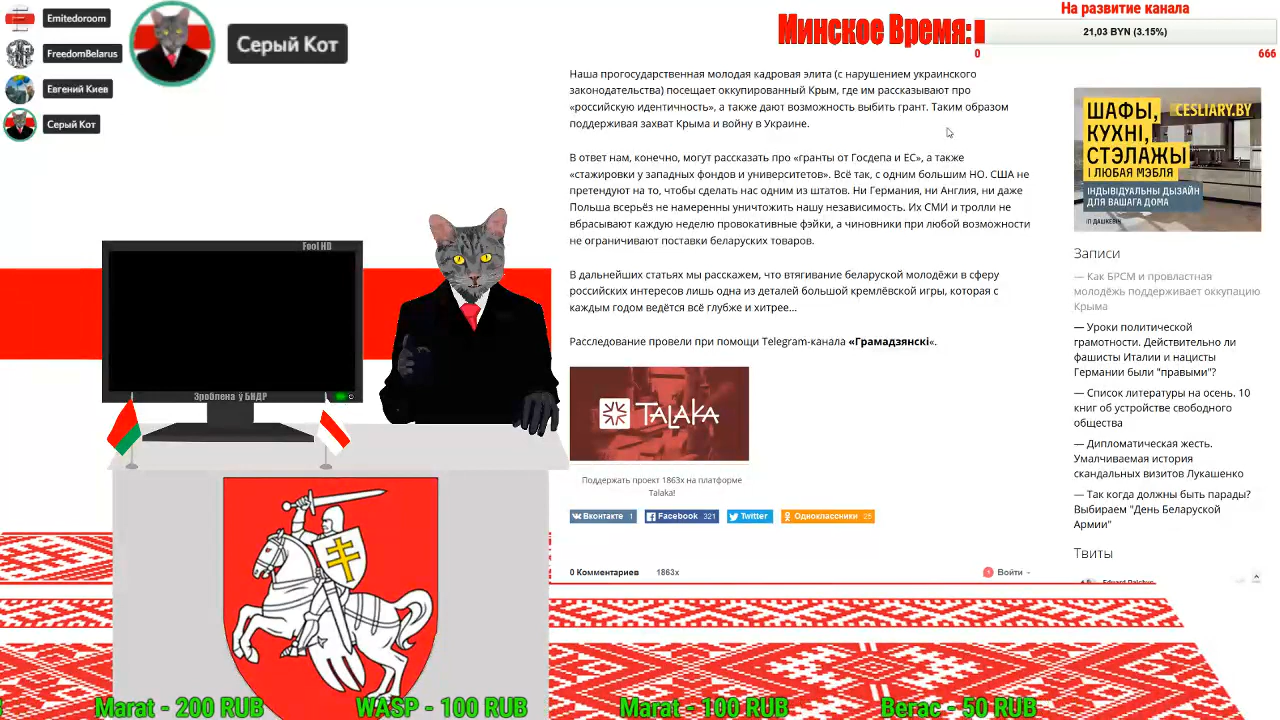 Emitedoroom
FreedomBelarus
Евгений Киев
Серый Кот
Серый Кот
Минское Время:
На развитие канала
21,03 BYN (3.15%)
0
666
Наша прогосударственная молодая кадровая элита (с нарушением украинского
законодательства) посещает оккупированный Крым, где им рассказывают про
«российскую идентичность», а также дают возможность выбить грант. Таким образом
поддерживая захват Крыма и войну в Украине.
В ответ нам, конечно, могут рассказать про «гранты от Госдепа и ЕС», а также
«стажировки у западных фондов и университетов». Всё так, с одним большим НО. США не
претендуют на то, чтобы сделать нас одним из штатов. Ни Германия, ни Англия, ни даже
Польша всерьёз не намеренны уничтожить нашу независимость. Их СМИ и тролли не
вбрасывают каждую неделю провокативные фэйки, а чиновники при любой возможности
не ограничивают поставки беларуских товаров.
В дальнейших статьях мы расскажем, что втягивание беларуской молодёжи в сферу
российских интересов лишь одна из деталей большой кремлёвской игры, которая с
каждым годом ведётся всё глубже и хитрее…
Расследование провели при помощи Telegram-канала «Грамадзянскі«.
TALAKA
Поддержать проект 1863x на платформе
Talaka!
Вконтакте 1
Facebook 321
Twitter
Одноклассники 25
0 Комментариев 1863x
Войти
ШАФЫ,
КУХНІ,
СТЭЛАЖЫ
І ЛЮБАЯ МЭБЛЯ
CESLIARY.BY
ІНДЫВІДУАЛЬНЫ ДЫЗАЙН
ДЛЯ ВАШАГА ДОМА
ІП ДАШКЕВІЧ
Записи
— Как БРСМ и провластная
молодёжь поддерживает оккупацию
Крыма
— Уроки политической
грамотности. Действительно ли
фашисты Италии и нацисты
Германии были "правыми"?
— Список литературы на осень. 10
книг об устройстве свободного
общества
— Дипломатическая жесть.
Умалчиваемая история
скандальных визитов Лукашенко
— Так когда должны быть парады?
Выбираем "День Беларуской
Армии"
Твиты
Fool HD
Зроблена ў БНДР
Marat - 200 RUB
WASP - 100 RUB
Marat - 100 RUB
Berac - 50 RUB